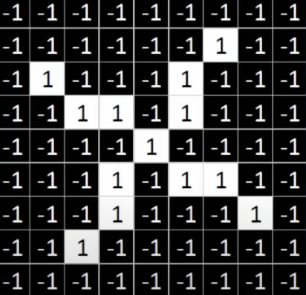 -1 -1 -1 -1 -1 -1 -1 -1 -1
-1 -1 -1 -1 -1 -1 1 -1 -1
-1 1 -1 -1 -1 1 -1 -1 -1
-1 -1 1 1 -1 1 -1 -1 -1
-1 -1 -1 -1 1 -1 -1 -1 -1
-1 -1 -1 1 -1 1 1 -1 -1
-1 -1 -1 1 -1 -1 -1 1 -1
-1 -1 1 -1 -1 -1 -1 -1 -1
-1 -1 -1 -1 -1 -1 -1 -1 -1